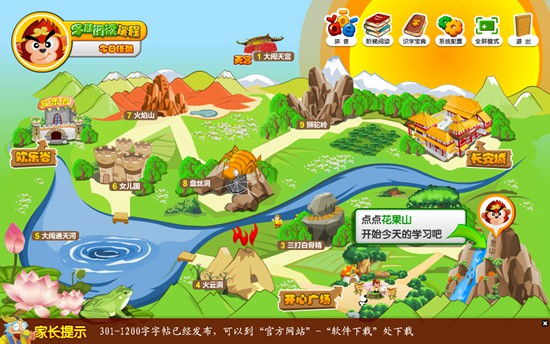 今日任务
拼音
阶梯阅读
识字宝典
系统配置
全屏模式
退出
天宫
1 大闹天宫
7 火焰山
9 狮驼岭
欢乐谷
长安城
6 女儿国
8 盘丝洞
点点花果山
开始今天的学习吧
5 大闹通天河
3 三打白骨精
4 火云洞
开心广场
家长提示
301-1200字字帖已经发布，可以到“官方网站”-“软件下载”处下载